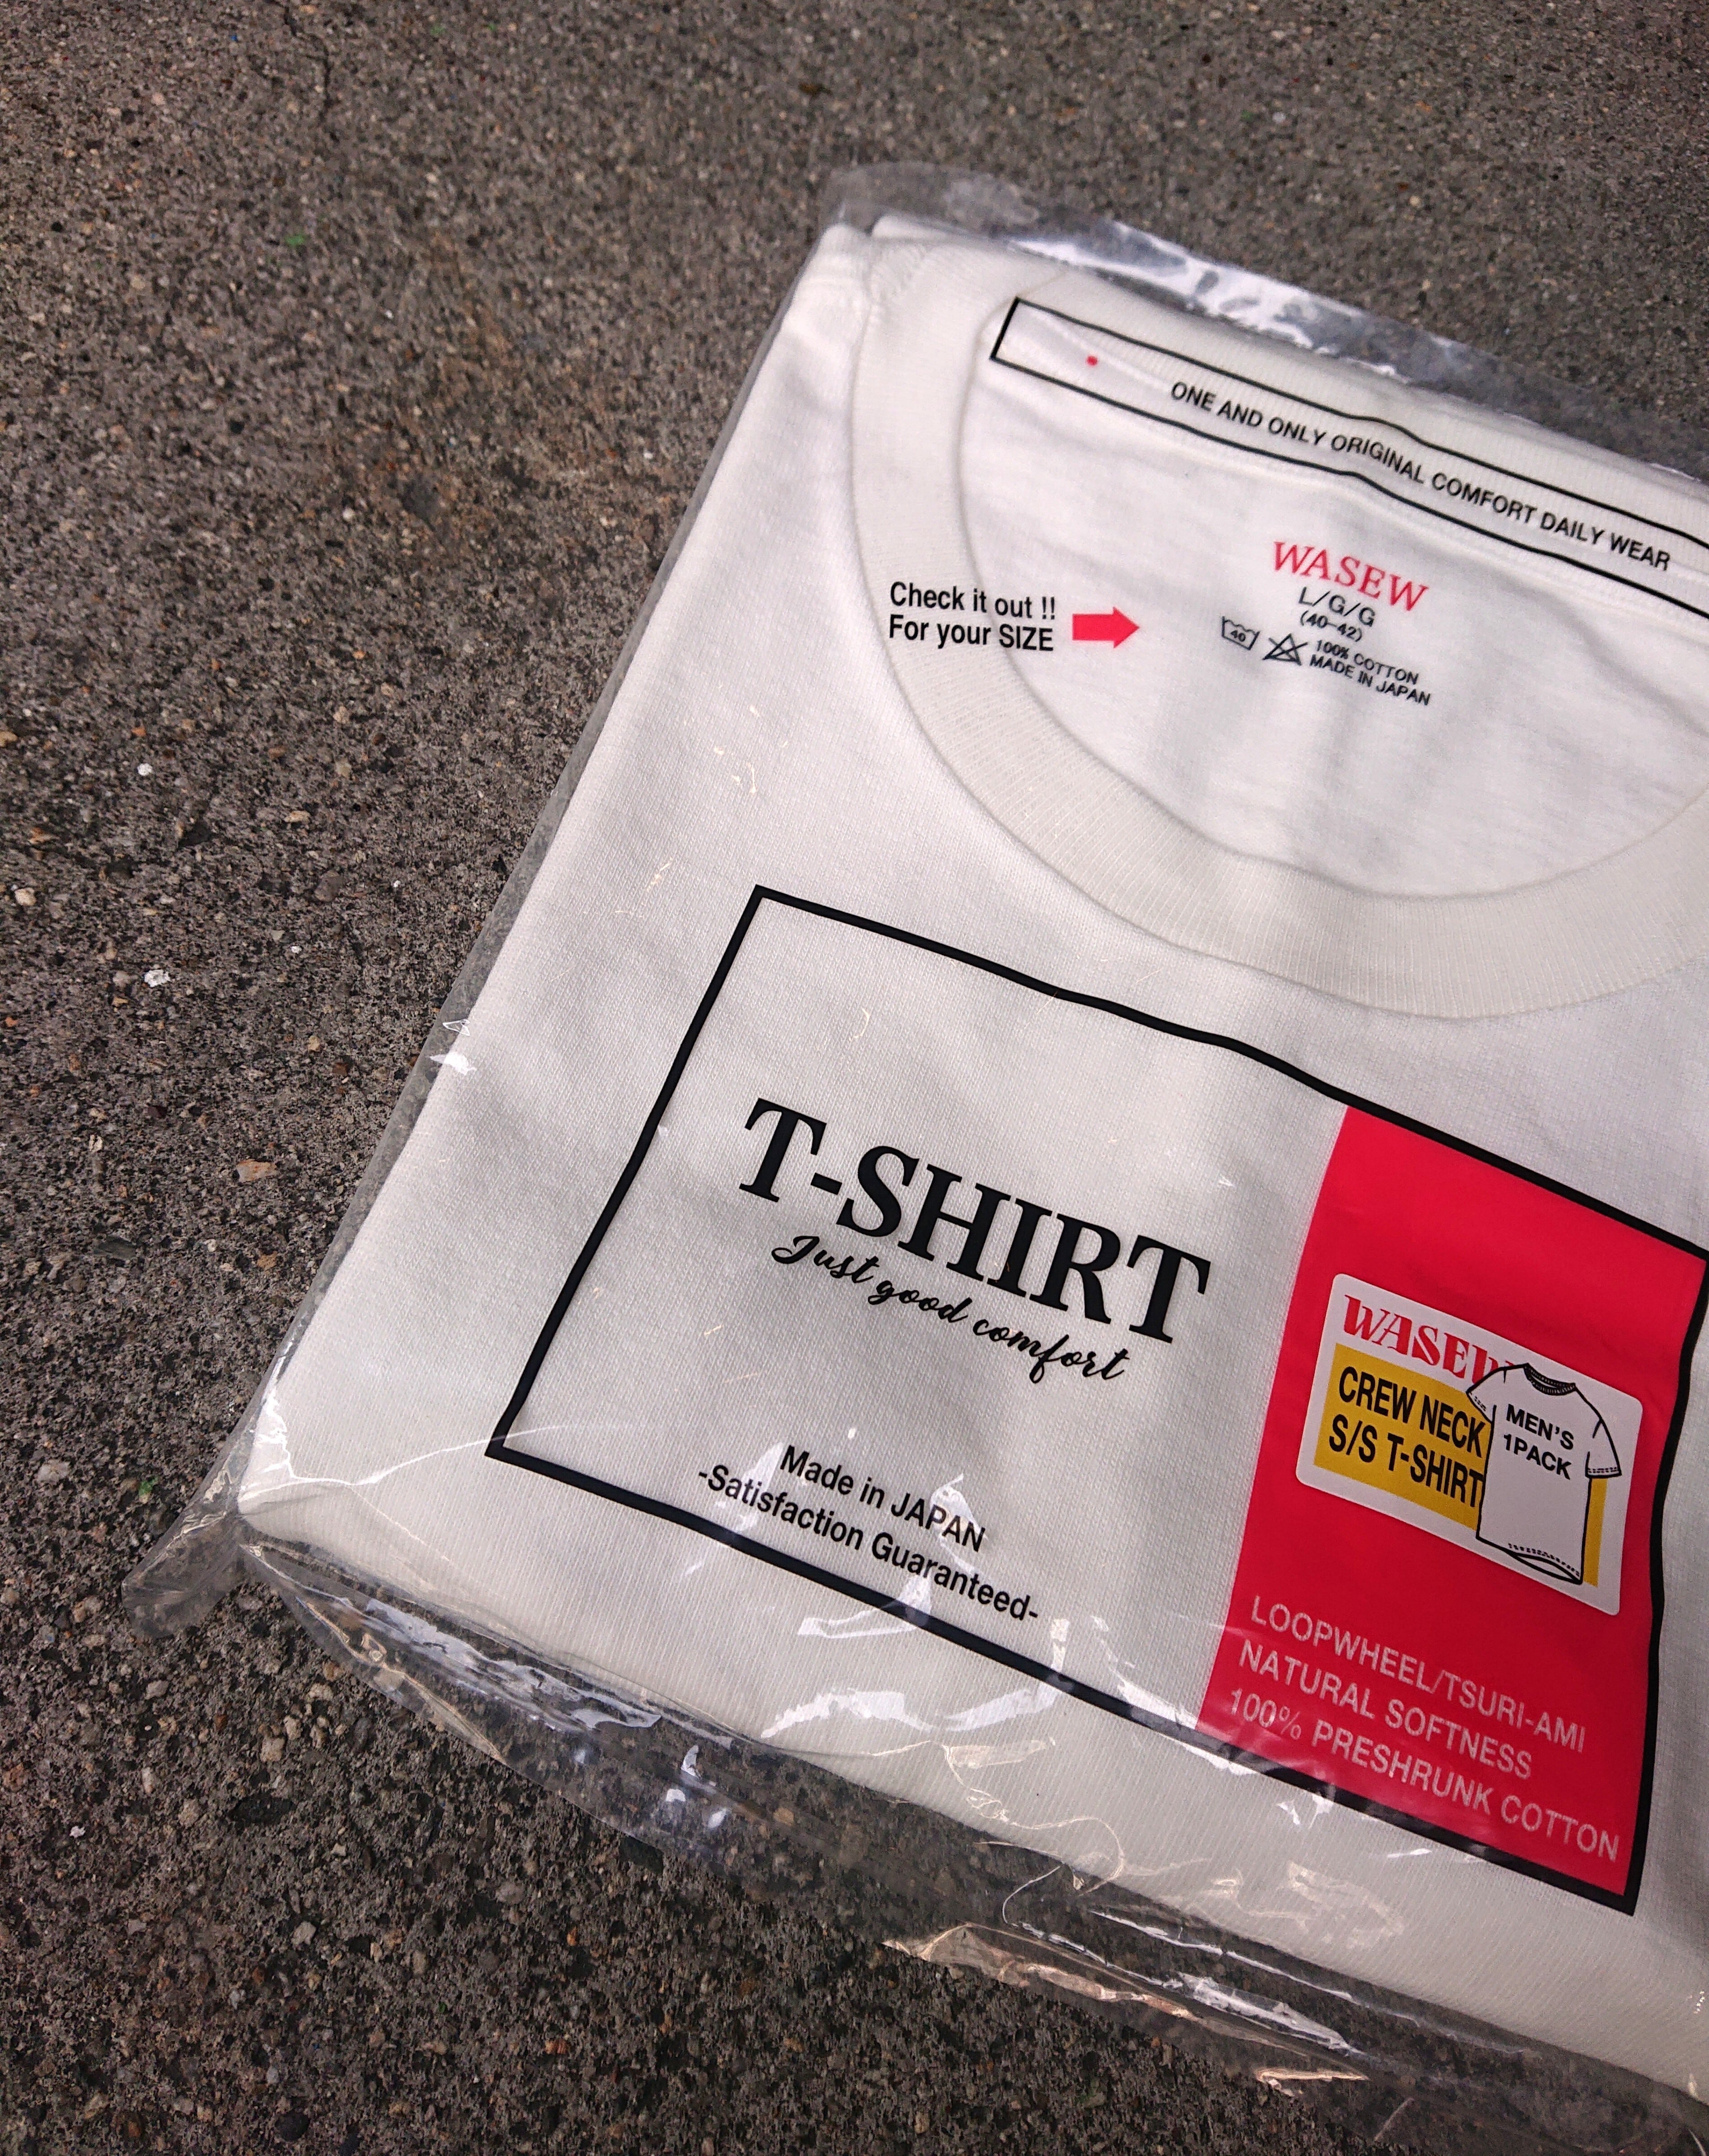 ONE AND ONLY ORIGINAL COMFORT DAILY WEAR
WASEW
L/G/G
(40-42)
40
100% COTTON
MADE IN JAPAN
Check it out !!
For your SIZE
T-SHIRT
Just good comfort
Made in JAPAN
-Satisfaction Guaranteed-
WASEW
CREW NECK
S/S T-SHIRT
MEN'S
1PACK
LOOPWHEEL/TSURI-AMI
NATURAL SOFTNESS
100% PRESHRUNK COTTON